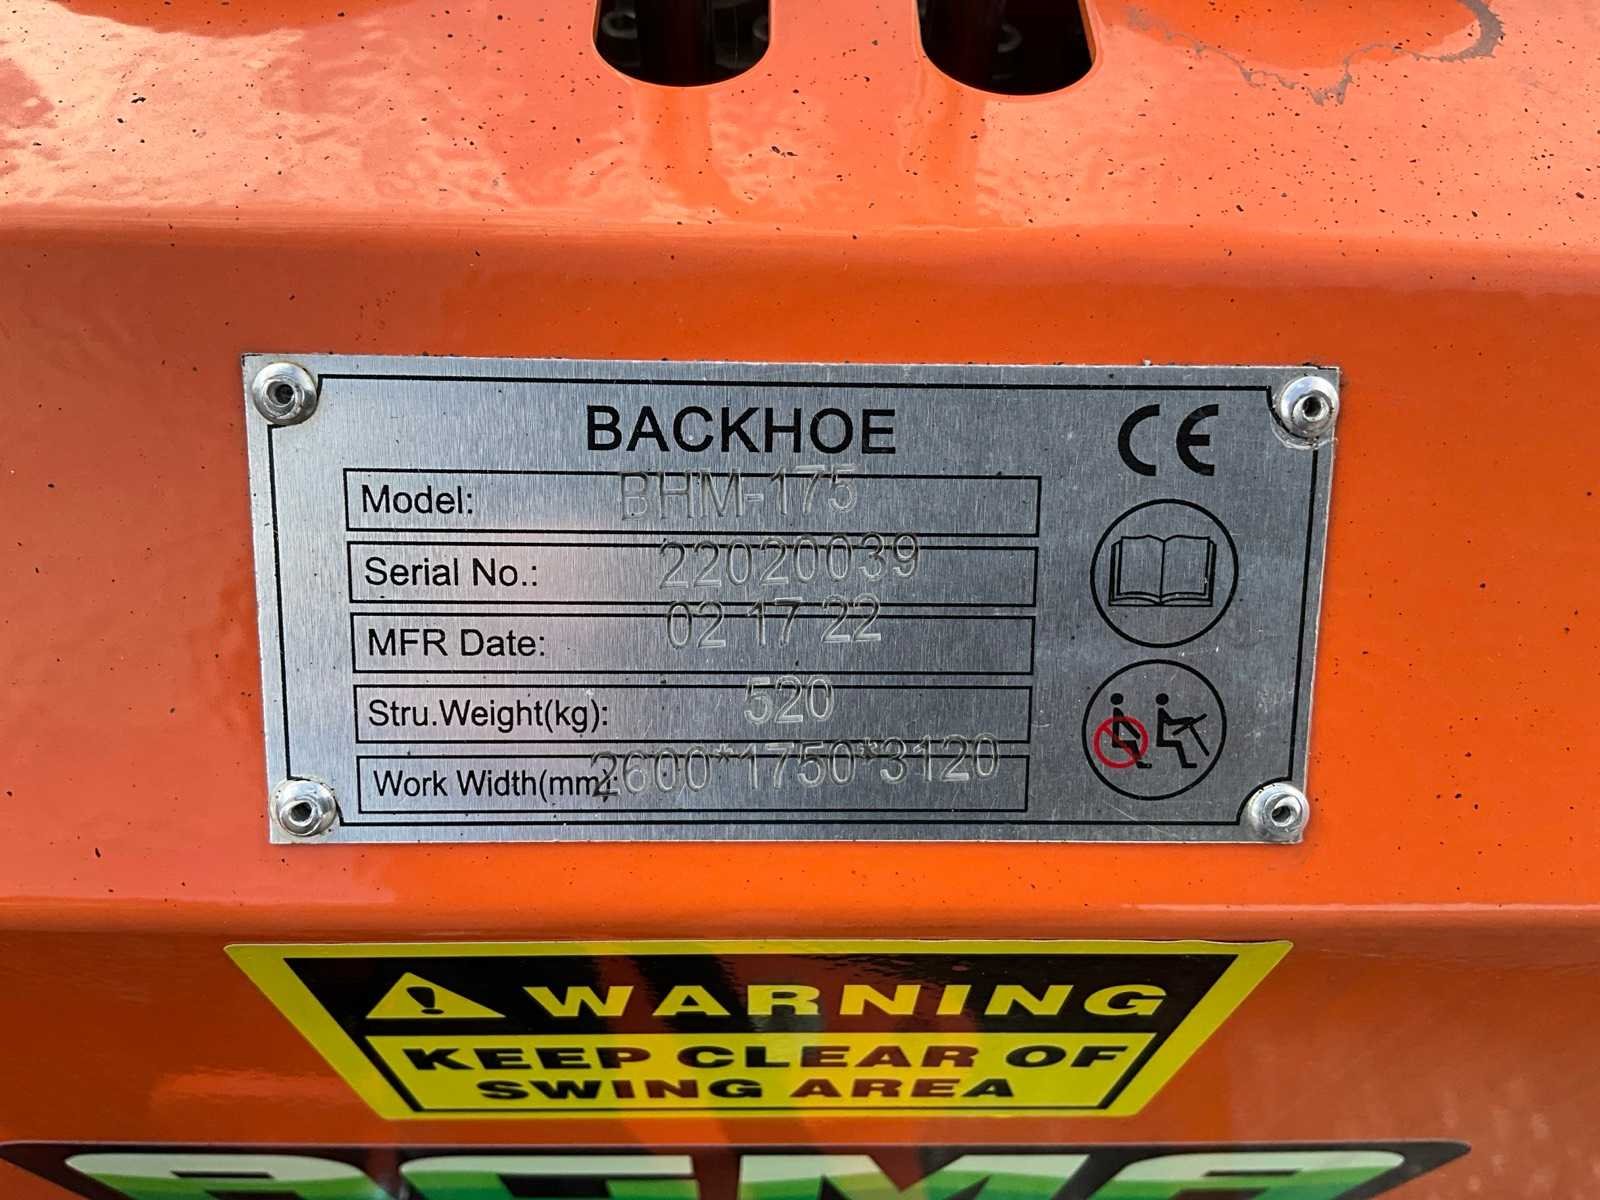 BACKHOE
CE
Model: BHM-175
Serial No.: 22020039
MFR Date: 02 17 22
Stru.Weight(kg): 520
Work Width(mm): 2600*1750*3120
WARNING
KEEP CLEAR OF
SWING AREA